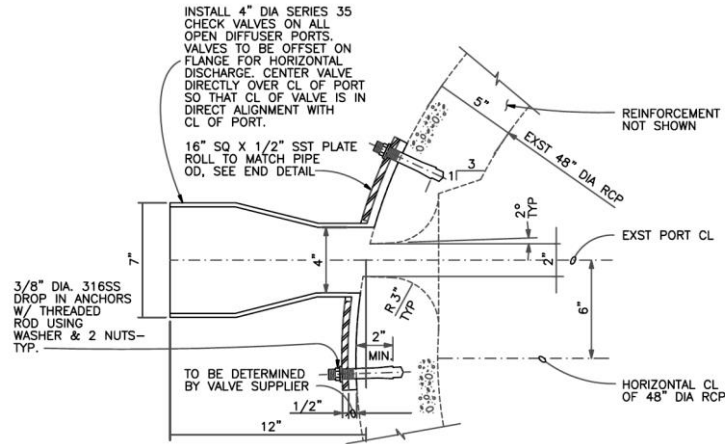 INSTALL 4" DIA SERIES 35
CHECK VALVES ON ALL
OPEN DIFFUSER PORTS.
VALVES TO BE OFFSET ON
FLANGE FOR HORIZONTAL
DISCHARGE. CENTER VALVE
DIRECTLY OVER CL OF PORT
SO THAT CL OF VALVE IS IN
DIRECT ALIGNMENT WITH
CL OF PORT.
16" SQ X 1/2" SST PLATE
ROLL TO MATCH PIPE
OD, SEE END DETAIL
5"
REINFORCEMENT
NOT SHOWN
EXST 48" DIA RCP
1
3
2°
TYP
EXST PORT CL
7"
4"
2"
6"
3/8" DIA. 316SS
DROP IN ANCHORS
W/ THREADED
ROD USING
WASHER & 2 NUTS-
TYP.
R 3"
TYP
2"
MIN.
TO BE DETERMINED
BY VALVE SUPPLIER
1/2"
12"
HORIZONTAL CL
OF 48" DIA RCP